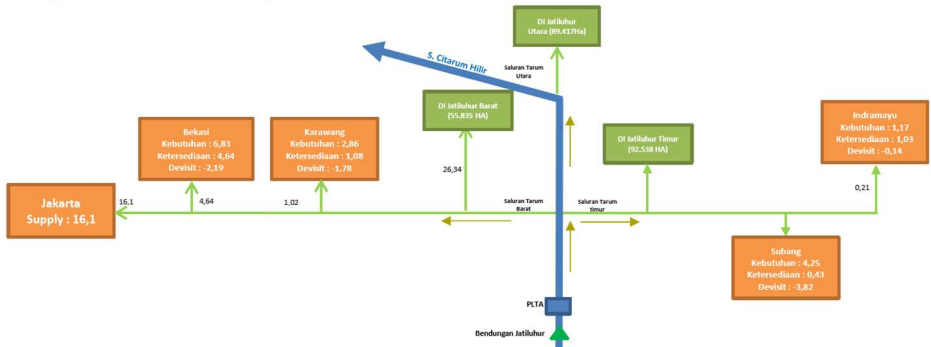 DI Jatiluhur
Utara (89.417Ha)
S. Citarum Hilir
Saluran Tarum
Utara
DI Jatiluhur Barat
(55.835 HA)
Bekasi
Kebutuhan : 6,83
Ketersediaan : 4,64
Devisit : -2,19
Karawang
Kebutuhan : 2,86
Ketersediaan : 1,08
Devisit : -1,78
DI Jatiluhur Timur
(92.538 HA)
Indramayu
Kebutuhan : 1,17
Ketersediaan : 1,03
Devisit : -0,14
26,34
0,21
Jakarta
Supply : 16,1
16,1
4,64
1,02
Saluran Tarum
Barat
Saluran Tarum
timur
Subang
Kebutuhan : 4,25
Ketersediaan : 0,43
Devisit : -3,82
PLTA
Bendungan Jatiluhur